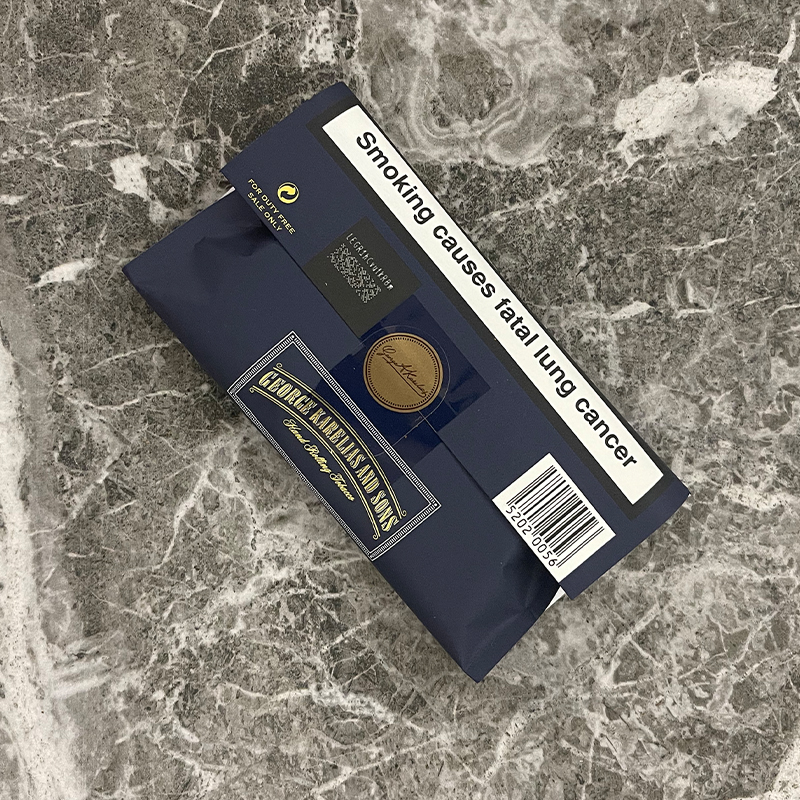 Smoking causes fatal lung cancer
FOR DUTY FREE
SALE ONLY
GEORGE KARELIAS AND SONS
Hand Rolling Tobacco
5202 0056